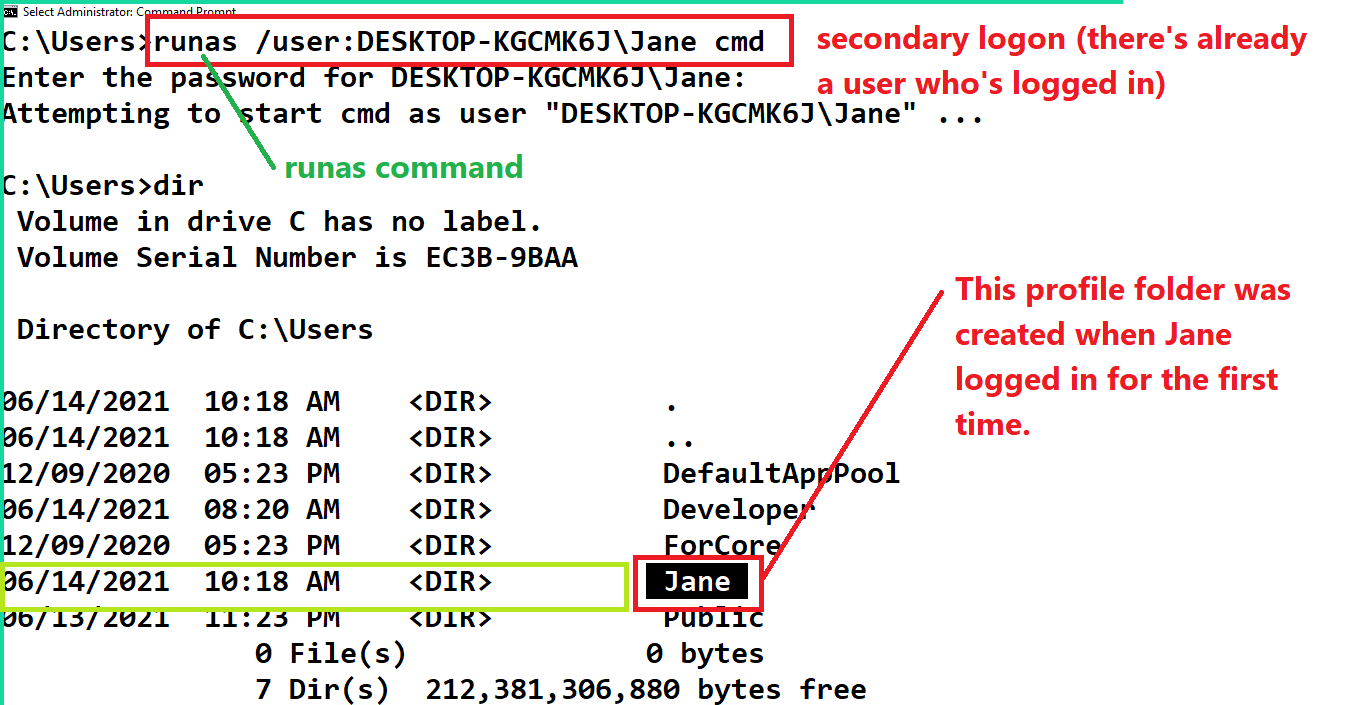 Select Administrator: Command Prompt
C:\Users>runas /user:DESKTOP-KGCMK6J\Jane cmd
secondary logon (there's already
a user who's logged in)
Enter the password for DESKTOP-KGCMK6J\Jane:
Attempting to start cmd as user "DESKTOP-KGCMK6J\Jane" ...
runas command
C:\Users>dir
Volume in drive C has no label.
Volume Serial Number is EC3B-9BAA
Directory of C:\Users
This profile folder was
created when Jane
logged in for the first
time.
06/14/2021 10:18 AM <DIR> .
06/14/2021 10:18 AM <DIR> ..
12/09/2020 05:23 PM <DIR> DefaultAppPool
06/14/2021 08:20 AM <DIR> Developer
12/09/2020 05:23 PM <DIR> ForCore
06/14/2021 10:18 AM <DIR> Jane
06/13/2021 11:23 PM <DIR> Public
0 File(s) 0 bytes
7 Dir(s) 212,381,306,880 bytes free